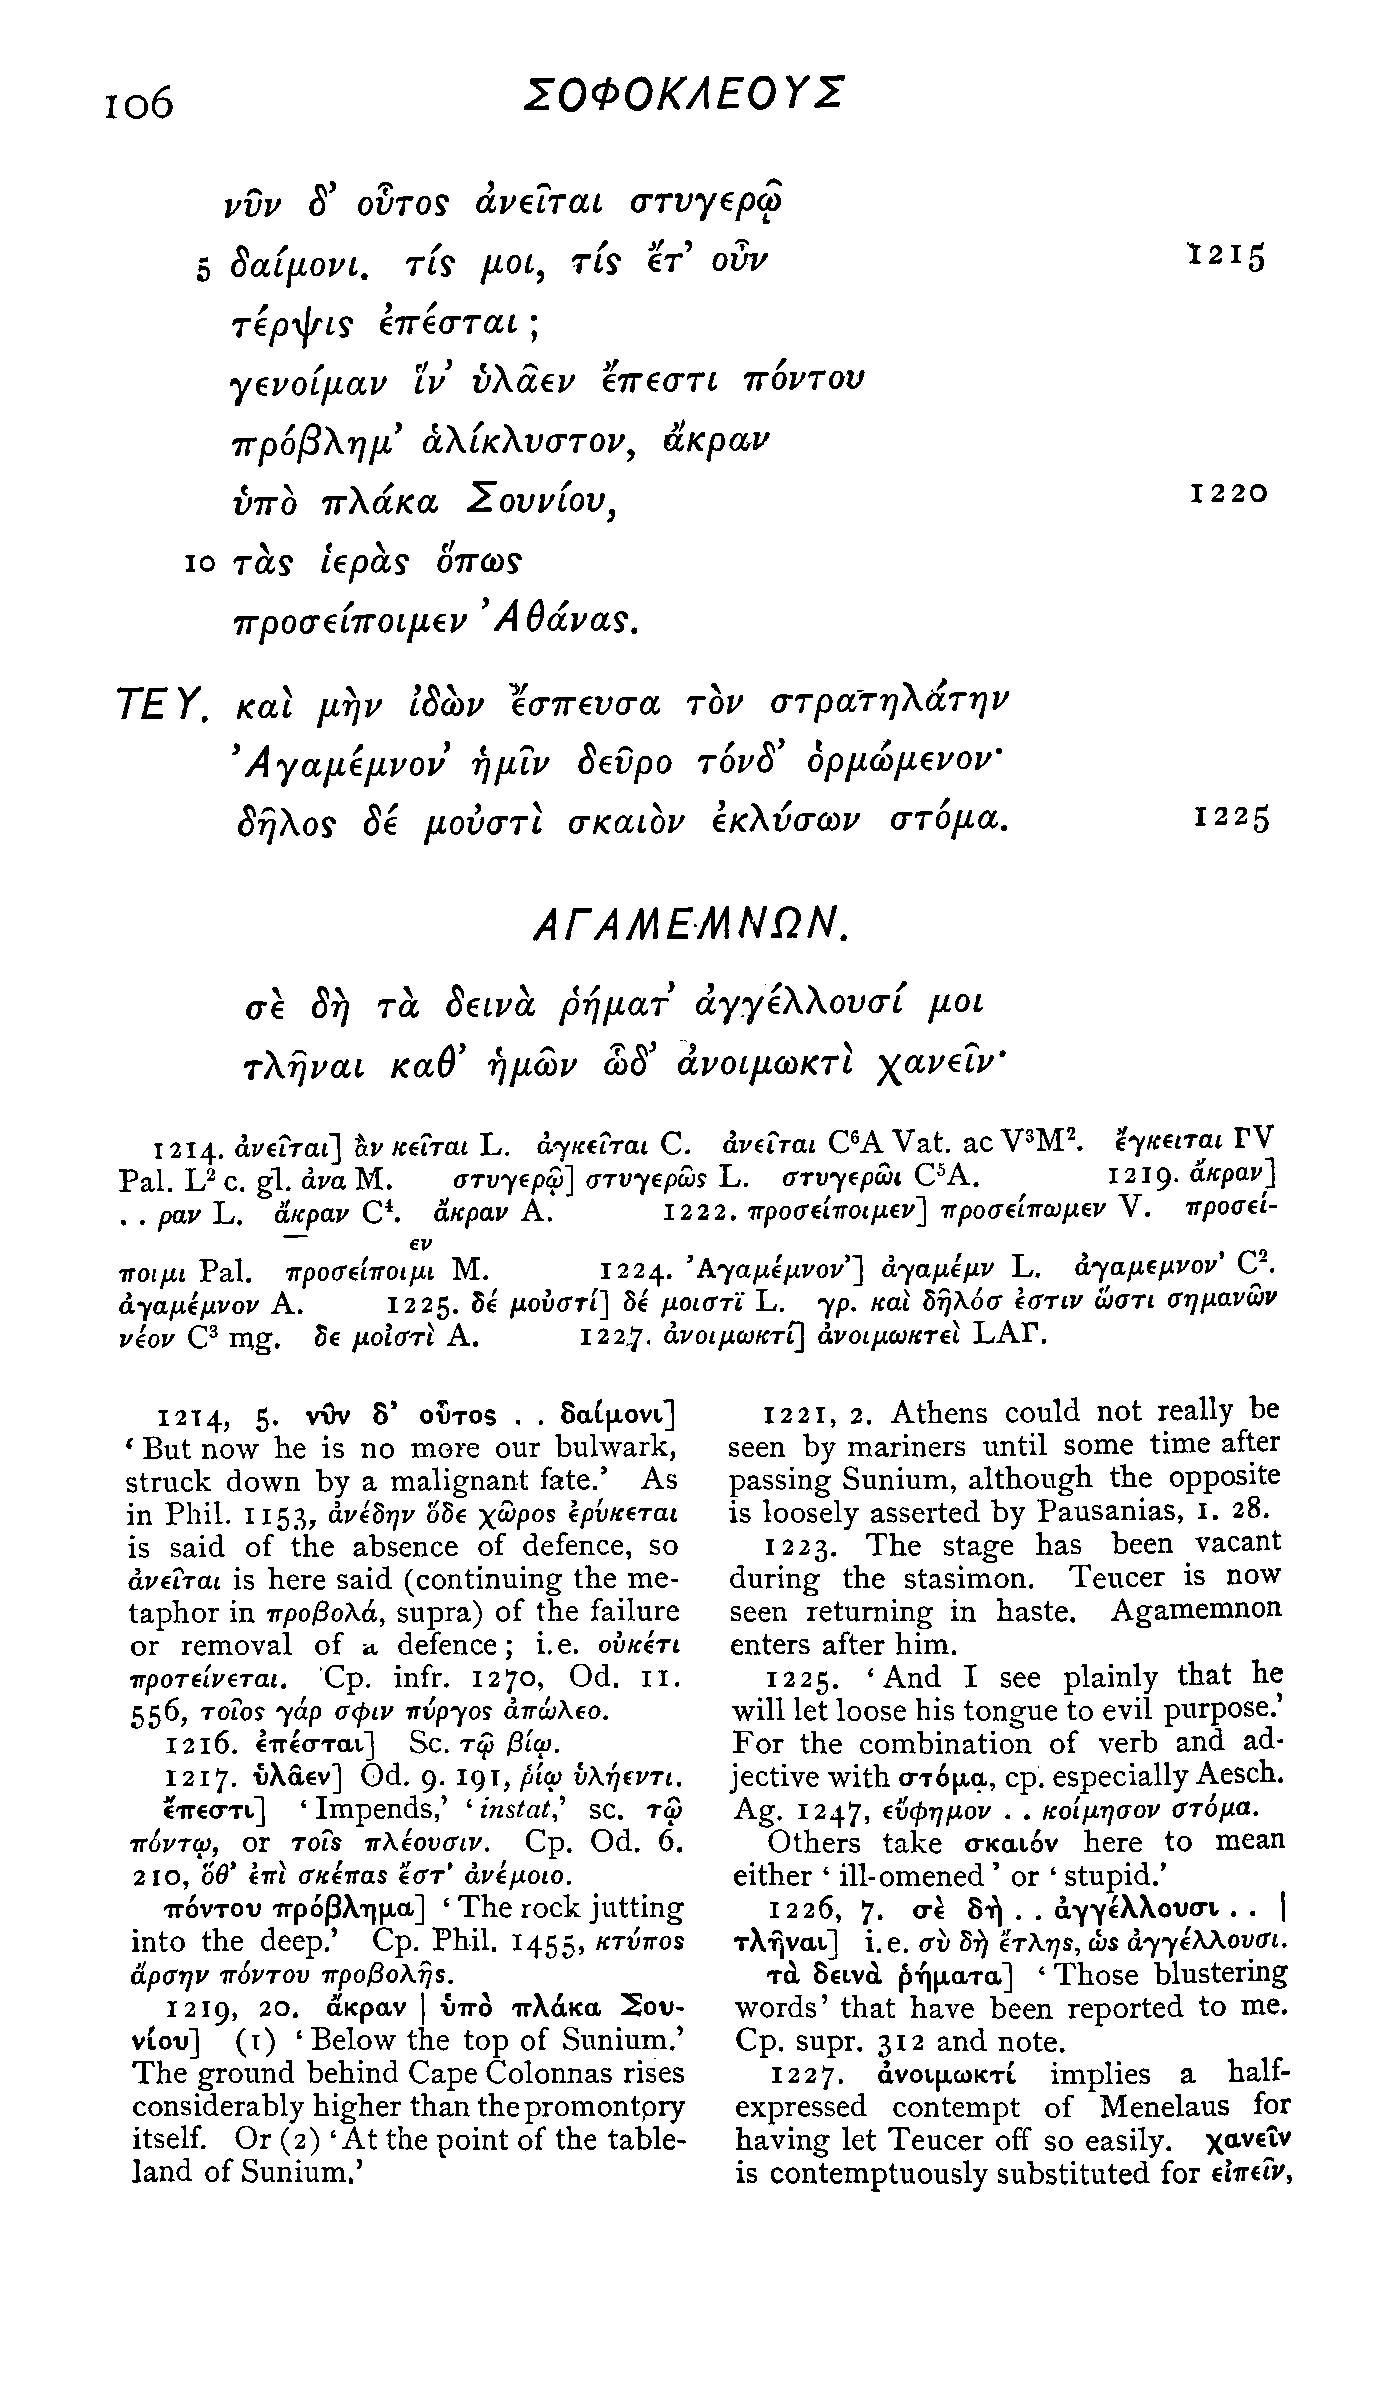 106
ΣΟΦΟΚΛΕΟΥΣ
νῦν δ’ οὗτος ἀνεῖται στυγερῷ
5 δαίμονι. τίς μοι, τίς ἔτ’ οὖν 1215
τέρψις ἐπέσται ;
γενοίμαν ἵν’ ὑλᾶεν ἔπεστι πόντου
πρόβλημ’ ἁλίκλυστον, ἄκραν
ὑπὸ πλάκα Σουνίου, 1220
10 τὰς ἱερὰς ὅπως
προσείποιμεν Ἀθάνας.
ΤΕΥ. καὶ μὴν ἰδὼν ἔσπευσα τὸν στρατηλάτην
Ἀγαμέμνον’ ἡμῖν δεῦρο τόνδ’ ὁρμώμενον·
δῆλος δέ μοὐστὶ σκαιὸν ἐκλύσων στόμα. 1225
ΑΓΑΜΕΜΝΩΝ.
σὲ δὴ τὰ δεινὰ ῥήματ’ ἀγγέλλουσί μοι
τλῆναι καθ’ ἡμῶν ὧδ’ ἀνοιμωκτὶ χανεῖν·
1214. ἀνεῖται] ἂν κεῖται L. ἀγκεῖται C. ἀνεῖται C⁶A Vat. ac V³M². ἔγκειται ΓV
Pal. L² c. gl. ἀνα M. στυγερῷ] στυγερῶς L. στυγερῶι C⁵A. 1219. ἄκραν]
. . ραν L. ἄκραν C⁴. ἄκραν A. 1222. προσείποιμεν] προσείπωμεν V. προσεί-
εν
ποιμι Pal. προσείποιμι M. 1224. Ἀγαμέμνον’] ἀγαμέμν L. ἀγαμεμνον’ C².
ἀγαμέμνον A. 1225. δέ μοὐστί] δέ μοιστϊ L. γρ. καὶ δῆλόσ ἐστιν ὥστι σημανῶν
νέον C³ mg. δε μοἰστὶ A. 1227. ἀνοιμωκτί] ἀνοιμωκτεὶ LAΓ.
1214, 5. νῦν δ’ οὗτος . . δαίμονι]
‘ But now he is no more our bulwark,
struck down by a malignant fate.’ As
in Phil. 1153, ἀνέδην ὅδε χῶρος ἐρύκεται
is said of the absence of defence, so
ἀνεῖται is here said (continuing the me-
taphor in προβολά, supra) of the failure
or removal of a defence ; i. e. οὐκέτι
προτείνεται. Cp. infr. 1270, Od. 11.
556, τοῖος γάρ σφιν πύργος ἀπώλεο.
1216. ἐπέσται] Sc. τῷ βίῳ.
1217. ὑλᾶεν] Od. 9. 191, ῥίῳ ὑλήεντι.
ἔπεστι] ‘ Impends,’ ‘ instat,’ sc. τῷ
πόντῳ, or τοῖς πλέουσιν. Cp. Od. 6.
210, ὅθ’ ἐπὶ σκέπας ἔστ’ ἀνέμοιο.
πόντου πρόβλημα] ‘ The rock jutting
into the deep.’ Cp. Phil. 1455, κτύπος
ἄρσην πόντου προβολῆς.
1219, 20. ἄκραν | ὑπὸ πλάκα Σου-
νίου] (1) ‘ Below the top of Sunium.’
The ground behind Cape Colonnas rises
considerably higher than the promontory
itself. Or (2) ‘ At the point of the table-
land of Sunium.’
1221, 2. Athens could not really be
seen by mariners until some time after
passing Sunium, although the opposite
is loosely asserted by Pausanias, 1. 28.
1223. The stage has been vacant
during the stasimon. Teucer is now
seen returning in haste. Agamemnon
enters after him.
1225. ‘ And I see plainly that he
will let loose his tongue to evil purpose.’
For the combination of verb and ad-
jective with στόμα, cp. especially Aesch.
Ag. 1247, εὔφημον . . κοίμησον στόμα.
Others take σκαιόν here to mean
either ‘ ill-omened ’ or ‘ stupid.’
1226, 7. σὲ δὴ . . ἀγγέλλουσι . . |
τλῆναι] i. e. σὺ δὴ ἔτλης, ὡς ἀγγέλλουσι.
τὰ δεινὰ ῥήματα] ‘ Those blustering
words’ that have been reported to me.
Cp. supr. 312 and note.
1227. ἀνοιμωκτί implies a half-
expressed contempt of Menelaus for
having let Teucer off so easily. χανεῖν
is contemptuously substituted for εἰπεῖν,